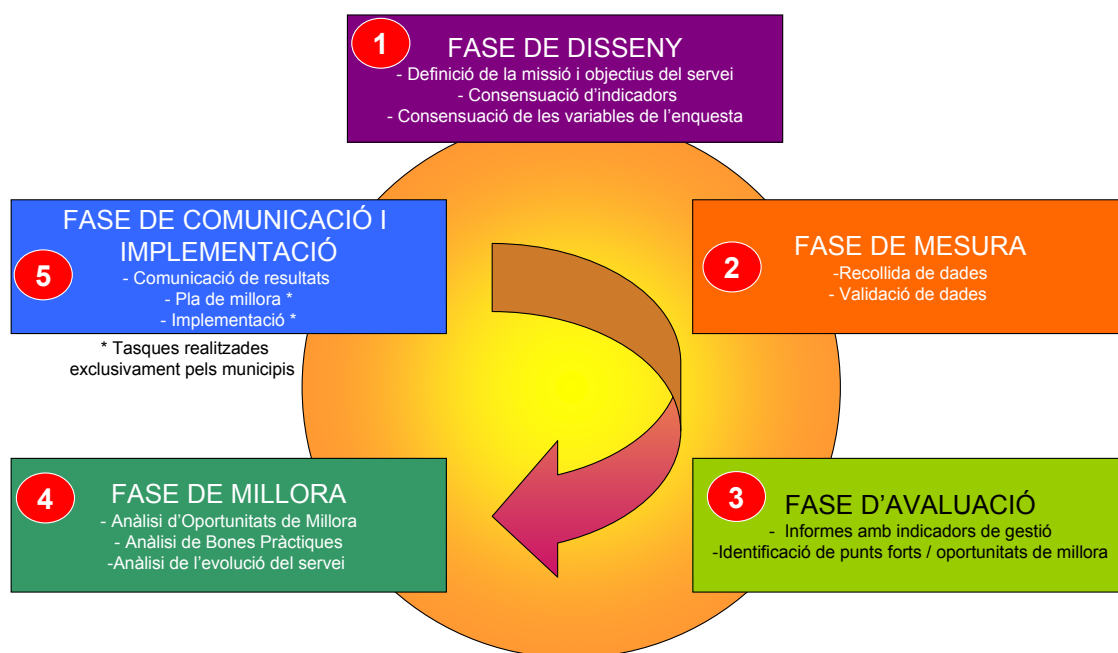 1
FASE DE DISSENY
- Definició de la missió i objectius del servei
- Consensuació d'indicadors
- Consensuació de les variables de l'enquesta
2
FASE DE MESURA
-Recollida de dades
- Validació de dades
3
FASE D'AVALUACIÓ
- Informes amb indicadors de gestió
-Identificació de punts forts / oportunitats de millora
4
FASE DE MILLORA
- Anàlisi d'Oportunitats de Millora
- Anàlisi de Bones Pràctiques
-Anàlisi de l'evolució del servei
5
FASE DE COMUNICACIÓ I
IMPLEMENTACIÓ
- Comunicació de resultats
- Pla de millora *
- Implementació *
* Tasques realitzades
exclusivament pels municipis